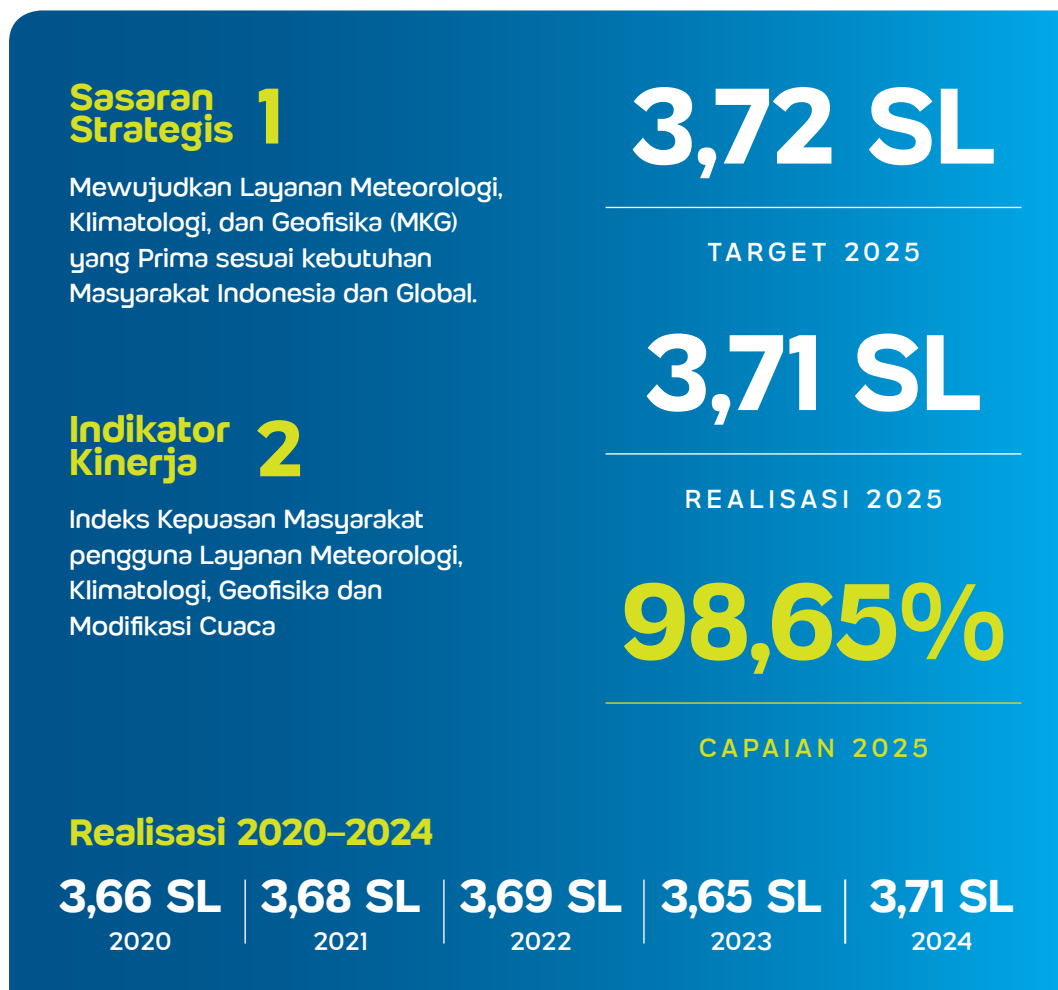 Sasaran
Strategis 1
Mewujudkan Layanan Meteorologi,
Klimatologi, dan Geofisika (MKG)
yang Prima sesuai kebutuhan
Masyarakat Indonesia dan Global.
Indikator
Kinerja 2
Indeks Kepuasan Masyarakat
pengguna Layanan Meteorologi,
Klimatologi, Geofisika dan
Modifikasi Cuaca
3,72 SL
TARGET 2025
3,71 SL
REALISASI 2025
98,65%
CAPAIAN 2025
Realisasi 2020–2024
3,66 SL 3,68 SL 3,69 SL 3,65 SL 3,71 SL
2020 2021 2022 2023 2024